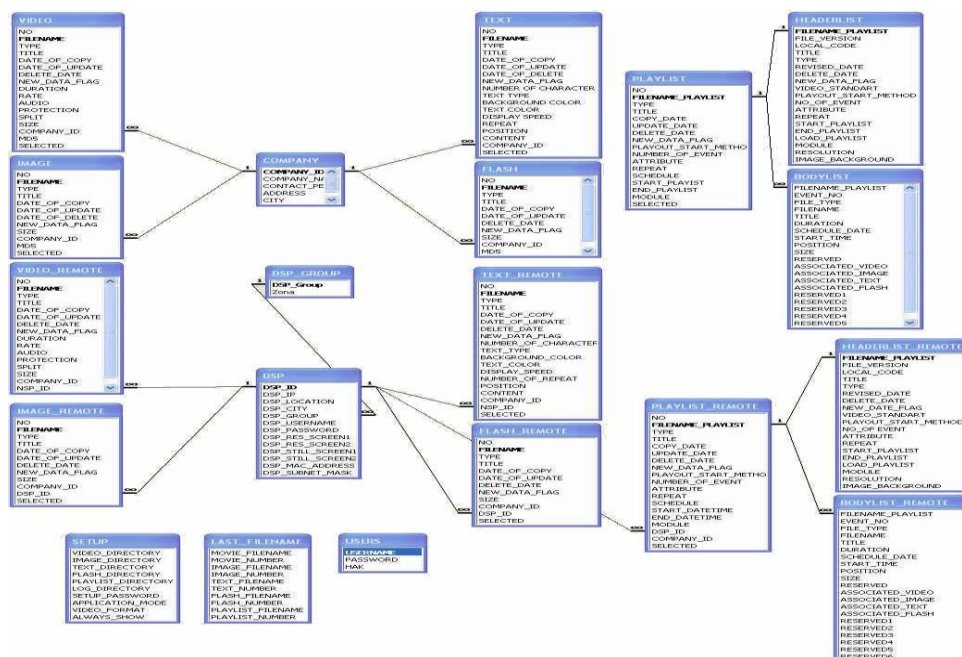 VIDEO
NO
FILENAME
TYPE
TITLE
DATE_OF_COPY
DATE_OF_UPDATE
DELETE_DATE
NEW_DATA_FLAG
DURATION
RATE
AUDIO
PROTECTION
SPLIT
SIZE
COMPANY_ID
MD5
SELECTED
IMAGE
NO
FILENAME
TYPE
TITLE
DATE_OF_COPY
DATE_OF_UPDATE
DATE_OF_DELETE
NEW_DATA_FLAG
SIZE
COMPANY_ID
MD5
SELECTED
COMPANY
COMPANY_ID
COMPANY_NA
CONTACT_PE
ADDRESS
CITY
TEXT
NO
FILENAME
TYPE
TITLE
DATE_OF_COPY
DATE_OF_UPDATE
DATE_OF_DELETE
NEW_DATA_FLAG
NUMBER OF CHARACTER
TEXT TYPE
BACKGROUND COLOR
TEXT COLOR
DISPLAY SPEED
REPEAT
POSITION
CONTENT
COMPANY_ID
SELECTED
FLASH
NO
FILENAME
TYPE
TITLE
DATE_OF_COPY
DATE_OF_UPDATE
DELETE_DATE
NEW_DATA_FLAG
SIZE
COMPANY_ID
MD5
PLAYLIST
NO
FILENAME_PLAYLIST
TYPE
TITLE
COPY_DATE
UPDATE_DATE
DELETE_DATE
NEW_DATA_FLAG
PLAYOUT_START_METHO
NUMBER_OF_EVENT
ATTRIBUTE
REPEAT
SCHEDULE
START_PLAYLIST
END_PLAYLIST
MODULE
SELECTED
HEADERLIST
FILENAME_PLAYLIST
FILE_VERSION
LOCAL_CODE
TITLE
TYPE
REVISED_DATE
DELETE_DATE
NEW_DATA_FLAG
VIDEO_STANDART
PLAYOUT_START_METHOD
NO_OF_EVENT
ATTRIBUTE
REPEAT
START_PLAYLIST
END_PLAYLIST
LOAD_PLAYLIST
MODULE
RESOLUTION
IMAGE_BACKGROUND
BODYLIST
FILENAME_PLAYLIST
EVENT_NO
FILE_TYPE
FILENAME
TITLE
DURATION
SCHEDULE_DATE
START_TIME
POSITION
SIZE
RESERVED
ASSOCIATED_VIDEO
ASSOCIATED_IMAGE
ASSOCIATED_TEXT
ASSOCIATED_FLASH
RESERVED1
RESERVED2
RESERVED3
RESERVED4
RESERVED5
VIDEO_REMOTE
NO
FILENAME
TYPE
TITLE
DATE_OF_COPY
DATE_OF_UPDATE
DELETE_DATE
NEW_DATA_FLAG
DURATION
RATE
AUDIO
PROTECTION
SPLIT
SIZE
COMPANY_ID
NSP_ID
IMAGE_REMOTE
NO
FILENAME
TYPE
TITLE
DATE_OF_COPY
DATE_OF_UPDATE
DELETE_DATE
NEW_DATA_FLAG
SIZE
COMPANY_ID
DSP_ID
SELECTED
DSP_GROUP
DSP_Group
Zona
DSP
DSP_ID
DSP_IP
DSP_LOCATION
DSP_CITY
DSP_GROUP
DSP_USERNAME
DSP_PASSWORD
DSP_RES_SCREEN1
DSP_RES_SCREEN2
DSP_STILL_SCREEN1
DSP_STILL_SCREEN2
DSP_MAC_ADDRESS
DSP_SUBNET_MASK
TEXT_REMOTE
NO
FILENAME
TYPE
TITLE
DATE_OF_COPY
DATE_OF_UPDATE
DELETE_DATE
NEW_DATA_FLAG
NUMBER_OF_CHARACTER
TEXT_TYPE
BACKGROUND_COLOR
TEXT_COLOR
DISPLAY_SPEED
NUMBER_OF_REPEAT
POSITION
CONTENT
COMPANY_ID
NSP_ID
SELECTED
FLASH_REMOTE
NO
FILENAME
TYPE
TITLE
DATE_OF_COPY
DATE_OF_UPDATE
DELETE_DATE
NEW_DATA_FLAG
SIZE
COMPANY_ID
DSP_ID
SELECTED
PLAYLIST_REMOTE
NO
FILENAME_PLAYLIST
TYPE
TITLE
COPY_DATE
UPDATE_DATE
DELETE_DATE
NEW_DATA_FLAG
PLAYOUT_START_METHO
NUMBER_OF_EVENT
ATTRIBUTE
REPEAT
SCHEDULE
START_DATETIME
END_DATETIME
MODULE
DSP_ID
COMPANY_ID
SELECTED
HEADERLIST_REMOTE
FILENAME_PLAYLIST
FILE_VERSION
LOCAL_CODE
TITLE
TYPE
REVISED_DATE
DELETE_DATE
NEW_DATE_FLAG
VIDEO_STANDART
PLAYOUT_START_METHOD
NO_OF_EVENT
ATTRIBUTE
REPEAT
START_PLAYLIST
END_PLAYLIST
LOAD_PLAYLIST
MODULE
RESOLUTION
IMAGE_BACKGROUND
BODYLIST_REMOTE
FILENAME_PLAYLIST
EVENT_NO
FILE_TYPE
FILENAME
TITLE
DURATION
SCHEDULE_DATE
START_TIME
POSITION
SIZE
RESERVED
ASSOCIATED_VIDEO
ASSOCIATED_IMAGE
ASSOCIATED_TEXT
ASSOCIATED_FLASH
RESERVED1
RESERVED2
RESERVED3
RESERVED4
RESERVED5
RESERVED6
SETUP
VIDEO_DIRECTORY
IMAGE_DIRECTORY
TEXT_DIRECTORY
FLASH_DIRECTORY
PLAYLIST_DIRECTORY
LOG_DIRECTORY
SETUP_PASSWORD
APPLICATION_MODE
VIDEO_FORMAT
ALWAYS_SHOW
LAST_FILENAME
MOVIE_FILENAME
MOVIE_NUMBER
IMAGE_FILENAME
IMAGE_NUMBER
TEXT_FILENAME
TEXT_NUMBER
FLASH_FILENAME
FLASH_NUMBER
PLAYLIST_FILENAME
PLAYLIST_NUMBER
USERS
USERNAME
PASSWORD
HAK